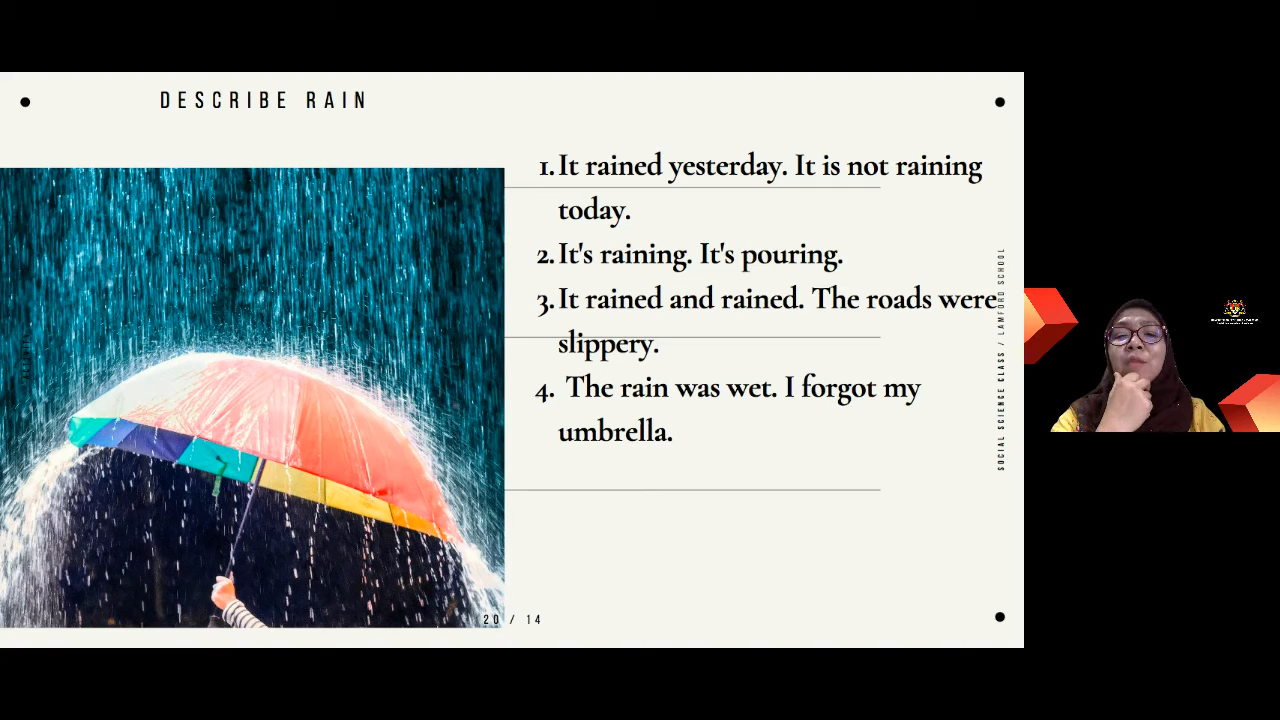 DESCRIBE RAIN
1. It rained yesterday. It is not raining
today.
2. It's raining. It's pouring.
3. It rained and rained. The roads were
slippery.
4. The rain was wet. I forgot my
umbrella.
SOCIAL SCIENCE CLASS / LAMFORD SCHOOL
20 / 14